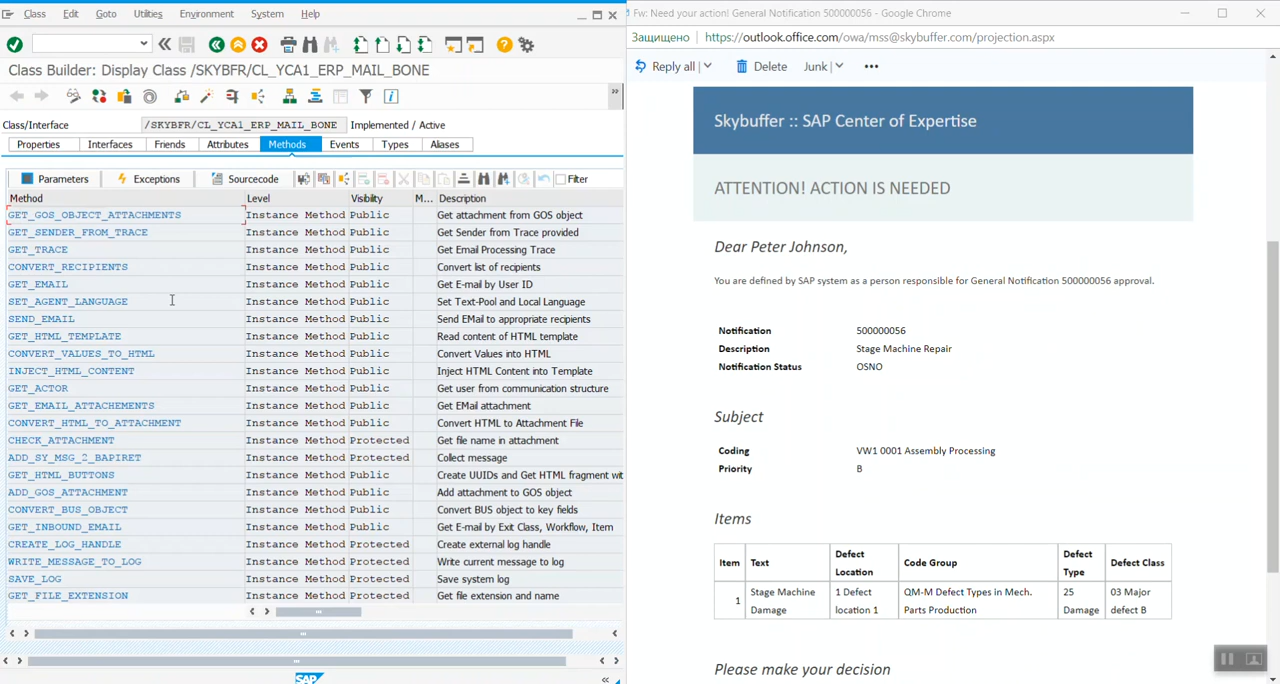 Class Edit Goto Utilities Environment System Help
Class Builder: Display Class /SKYBFR/CL_YCA1_ERP_MAIL_BONE
Class/Interface /SKYBFR/CL_YCA1_ERP_MAIL_BONE Implemented / Active
Properties Interfaces Friends Attributes Methods Events Types Aliases
Parameters Exceptions Sourcecode Filter
Method Level Visibility M... Description
GET_GOS_OBJECT_ATTACHMENTS Instance Method Public Get attachment from GOS object
GET_SENDER_FROM_TRACE Instance Method Public Get Sender from Trace provided
GET_TRACE Instance Method Public Get Email Processing Trace
CONVERT_RECIPIENTS Instance Method Public Convert list of recipients
GET_EMAIL Instance Method Public Get E-mail by User ID
SET_AGENT_LANGUAGE Instance Method Public Set Text-Pool and Local Language
SEND_EMAIL Instance Method Public Send EMail to appropriate recipients
GET_HTML_TEMPLATE Instance Method Public Read content of HTML template
CONVERT_VALUES_TO_HTML Instance Method Public Convert Values into HTML
INJECT_HTML_CONTENT Instance Method Public Inject HTML Content into Template
GET_ACTOR Instance Method Public Get user from communication structure
GET_EMAIL_ATTACHEMENTS Instance Method Public Get EMail attachment
CONVERT_HTML_TO_ATTACHMENT Instance Method Public Convert HTML to Attachment File
CHECK_ATTACHMENT Instance Method Protected Get file name in attachment
ADD_SY_MSG_2_BAPIRET Instance Method Protected Collect message
GET_HTML_BUTTONS Instance Method Public Create UUIDs and Get HTML fragment wit
ADD_GOS_ATTACHMENT Instance Method Public Add attachment to GOS object
CONVERT_BUS_OBJECT Instance Method Public Convert BUS object to key fields
GET_INBOUND_EMAIL Instance Method Public Get E-mail by Exit Class, Workflow, Item
CREATE_LOG_HANDLE Instance Method Protected Create external log handle
WRITE_MESSAGE_TO_LOG Instance Method Protected Write current message to log
SAVE_LOG Instance Method Protected Save system log
GET_FILE_EXTENSION Instance Method Protected Get file extension and name
SAP
Fw: Need your action! General Notification 500000056 - Google Chrome
Защищено https://outlook.office.com/owa/mss@skybuffer.com/projection.aspx
Reply all Delete Junk
Skybuffer :: SAP Center of Expertise
ATTENTION! ACTION IS NEEDED
Dear Peter Johnson,
You are defined by SAP system as a person responsible for General Notification 500000056 approval.
Notification 500000056
Description Stage Machine Repair
Notification Status OSNO
Subject
Coding VW1 0001 Assembly Processing
Priority B
Items
Item Text Defect Location Code Group Defect Type Defect Class
1 Stage Machine Damage 1 Defect location 1 QM-M Defect Types in Mech. Parts Production 25 Damage 03 Major defect B
Please make your decision